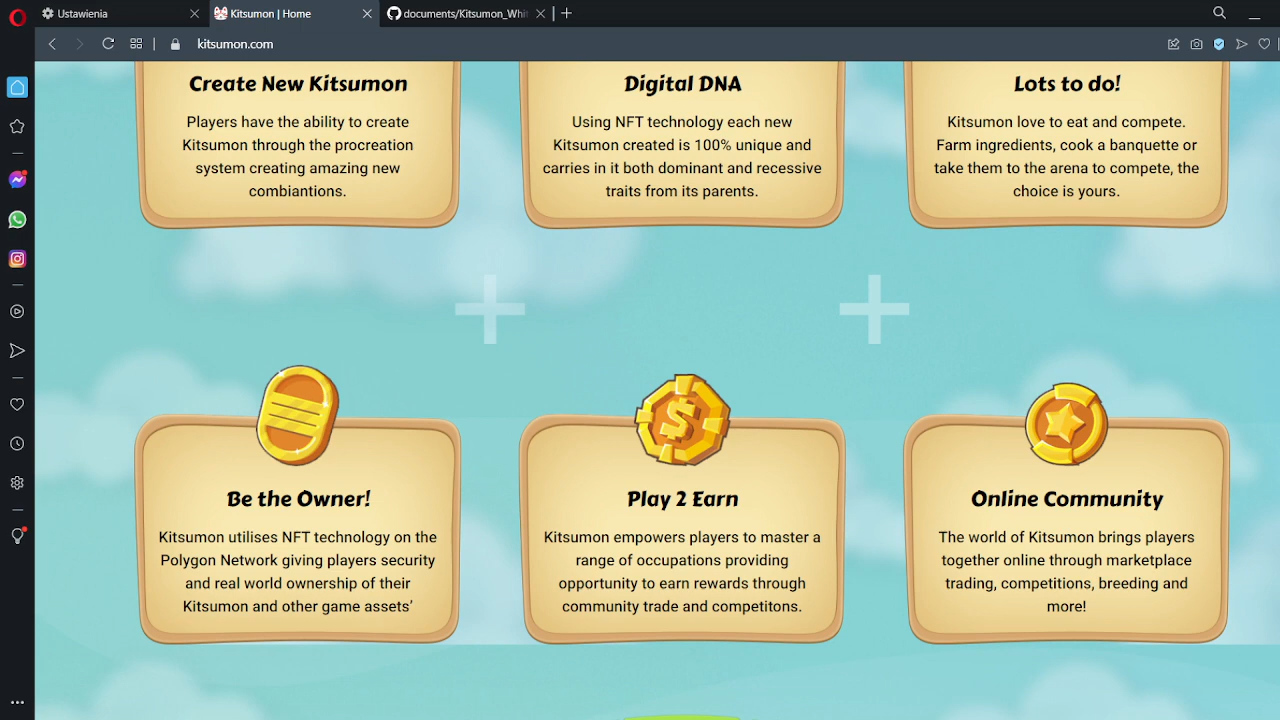 Ustawienia
Kitsumon | Home
documents/Kitsumon_Whi
kitsumon.com
Create New Kitsumon
Players have the ability to create
Kitsumon through the procreation
system creating amazing new
combiantions.
Digital DNA
Using NFT technology each new
Kitsumon created is 100% unique and
carries in it both dominant and recessive
traits from its parents.
Lots to do!
Kitsumon love to eat and compete.
Farm ingredients, cook a banquette or
take them to the arena to compete, the
choice is yours.
Be the Owner!
Kitsumon utilises NFT technology on the
Polygon Network giving players security
and real world ownership of their
Kitsumon and other game assets’
Play 2 Earn
Kitsumon empowers players to master a
range of occupations providing
opportunity to earn rewards through
community trade and competitons.
Online Community
The world of Kitsumon brings players
together online through marketplace
trading, competitions, breeding and
more!